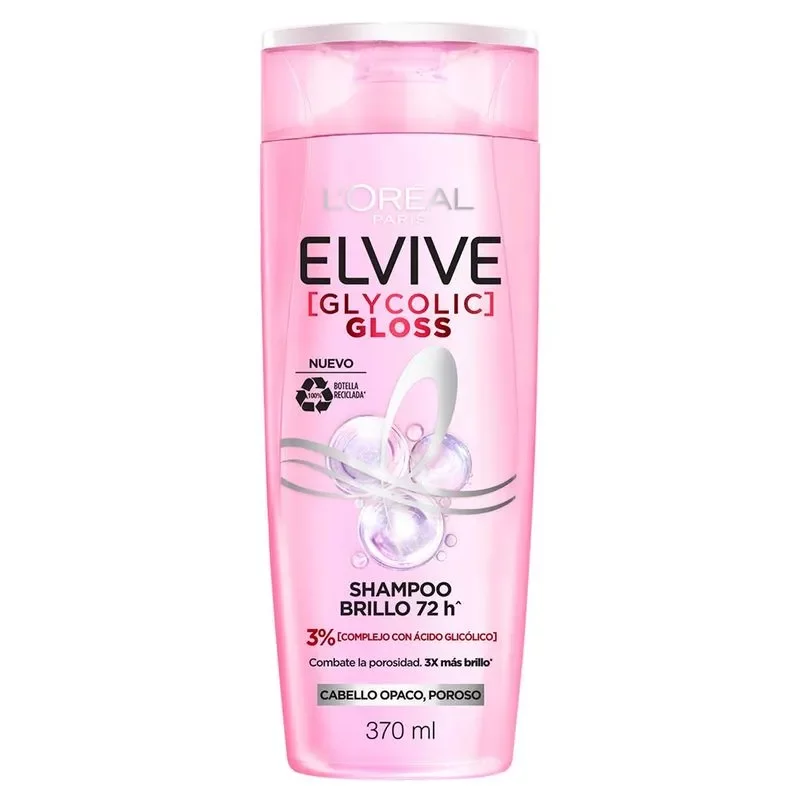 L'ORÉAL
PARIS
ELVIVE
[GLYCOLIC]
GLOSS
NUEVO
100%
BOTELLA
RECICLADA*
SHAMPOO
BRILLO 72 h^
3% [COMPLEJO CON ÁCIDO GLICÓLICO]
Combate la porosidad. 3X más brillo*
CABELLO OPACO, POROSO
370 ml